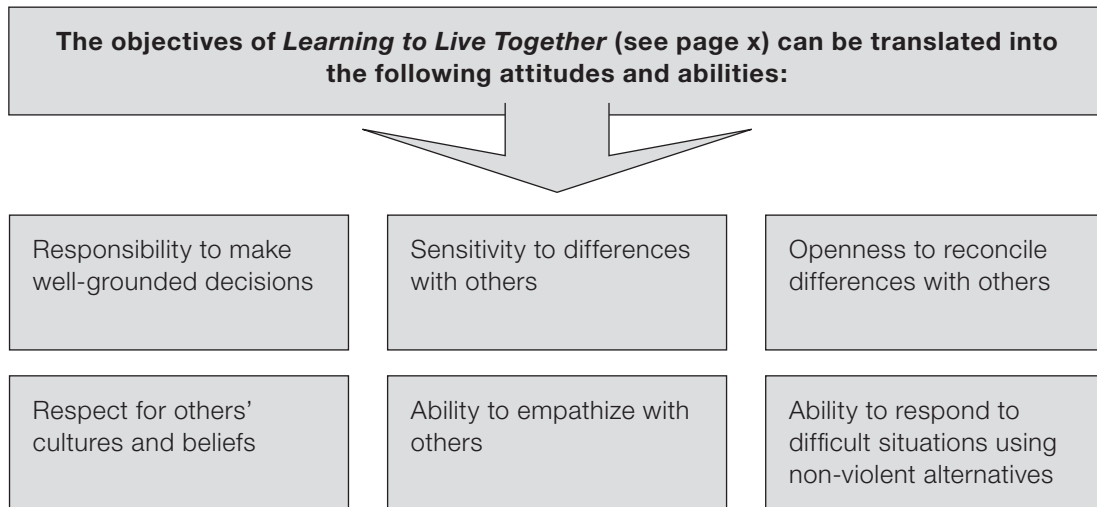 The objectives of Learning to Live Together (see page x) can be translated into
the following attitudes and abilities:
Responsibility to make
well-grounded decisions
Sensitivity to differences
with others
Openness to reconcile
differences with others
Respect for others’
cultures and beliefs
Ability to empathize with
others
Ability to respond to
difficult situations using
non-violent alternatives